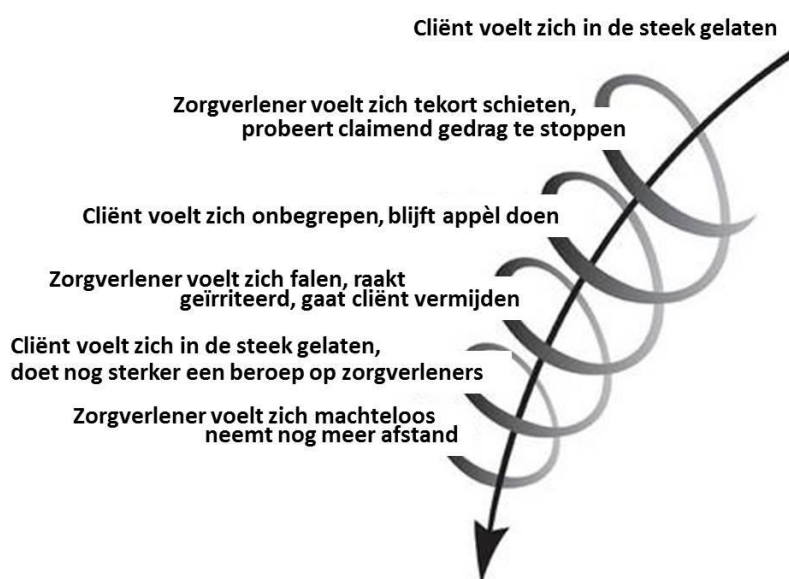 Cliënt voelt zich in de steek gelaten
Zorgverlener voelt zich tekort schieten,
probeert claimend gedrag te stoppen
Cliënt voelt zich onbegrepen, blijft appèl doen
Zorgverlener voelt zich falen, raakt
geïrriteerd, gaat cliënt vermijden
Cliënt voelt zich in de steek gelaten,
doet nog sterker een beroep op zorgverleners
Zorgverlener voelt zich machteloos
neemt nog meer afstand